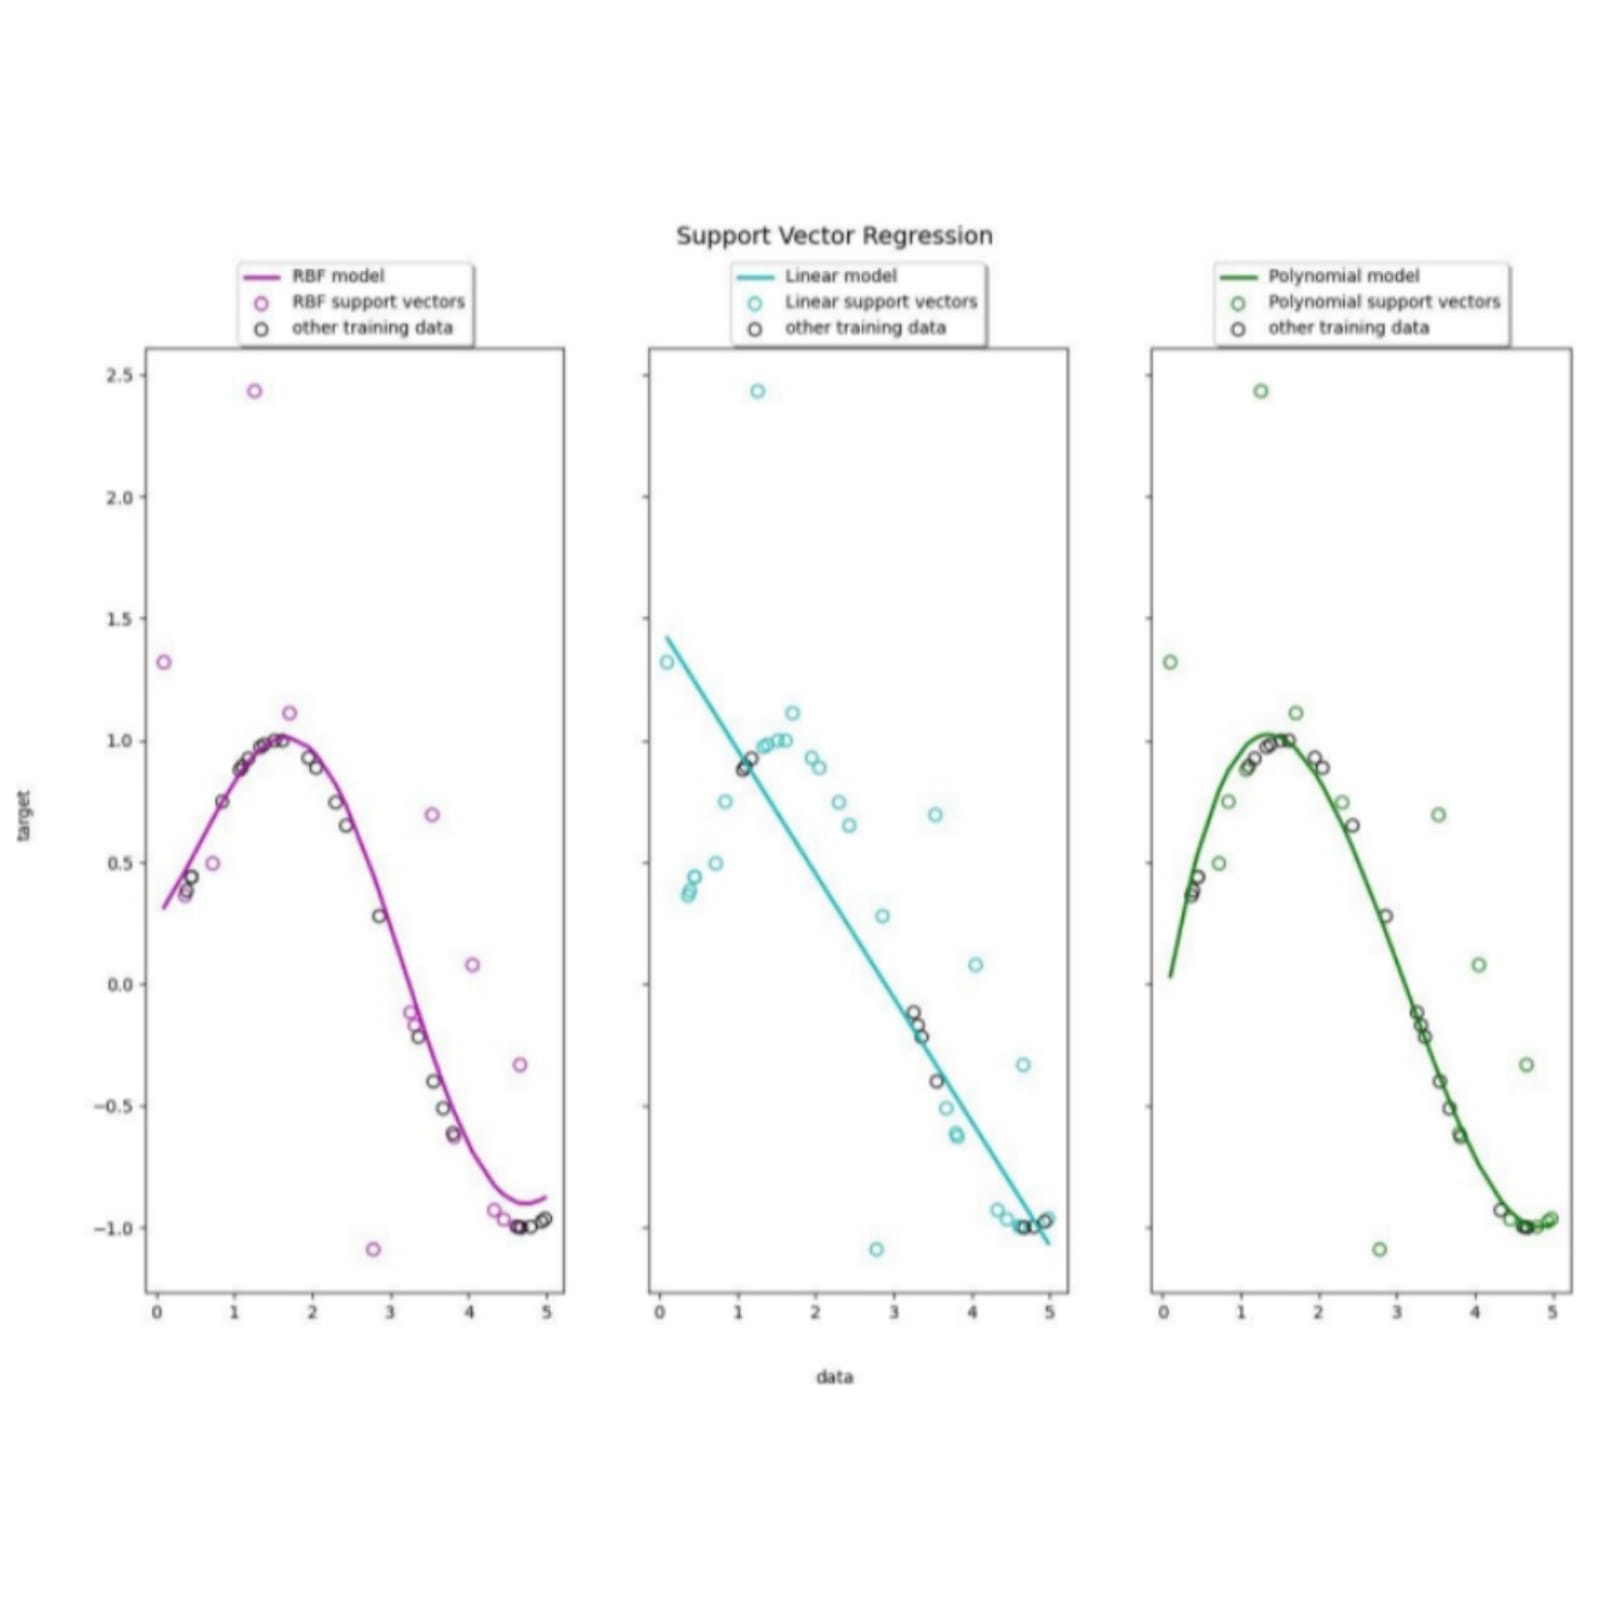 Support Vector Regression
RBF model
RBF support vectors
other training data
Linear model
Linear support vectors
other training data
Polynomial model
Polynomial support vectors
other training data
2.5
2.0
1.5
1.0
0.5
0.0
−0.5
−1.0
target
0 1 2 3 4 5
0 1 2 3 4 5
0 1 2 3 4 5
data